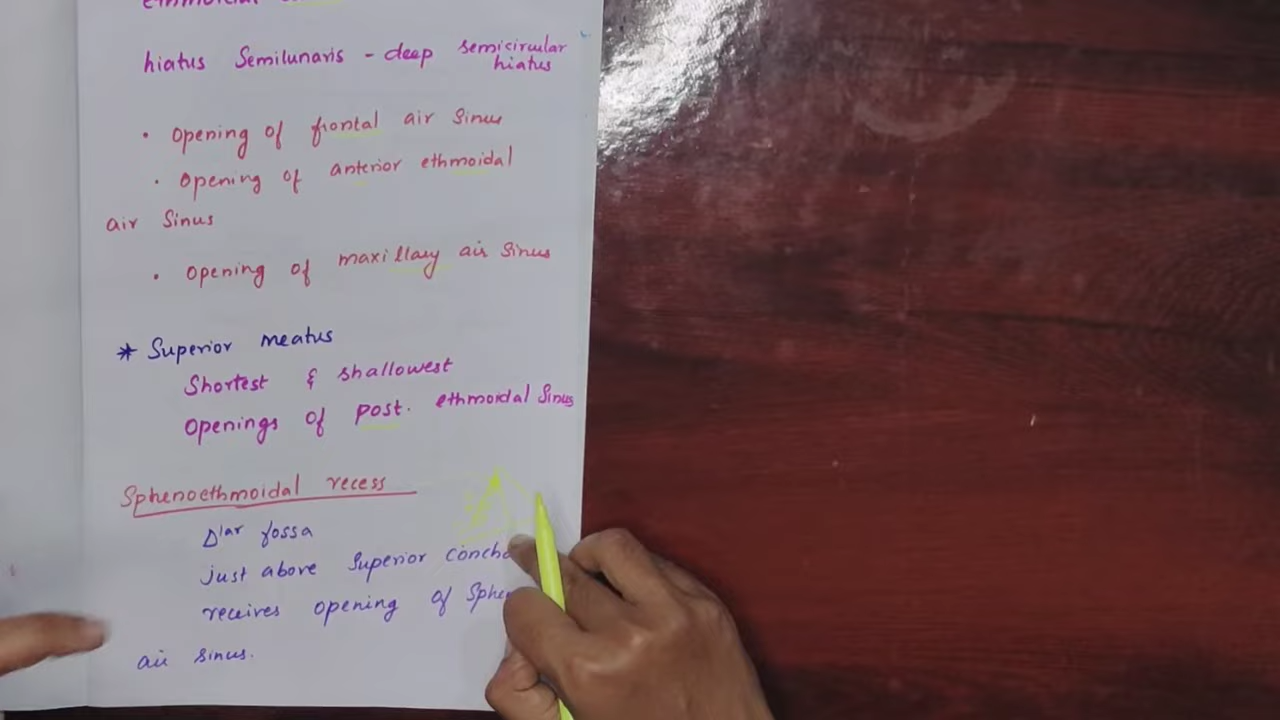 hiatus Semilunaris - deep semicircular
hiatus
• Opening of frontal air Sinus
• Opening of anterior ethmoidal
air Sinus
• Opening of maxillary air Sinus
* Superior meatus
Shortest & shallowest
Openings of post. ethmoidal Sinus
Sphenoethmoidal recess
Δ'ar fossa
Just above Superior concha
receives opening of
air sinus.